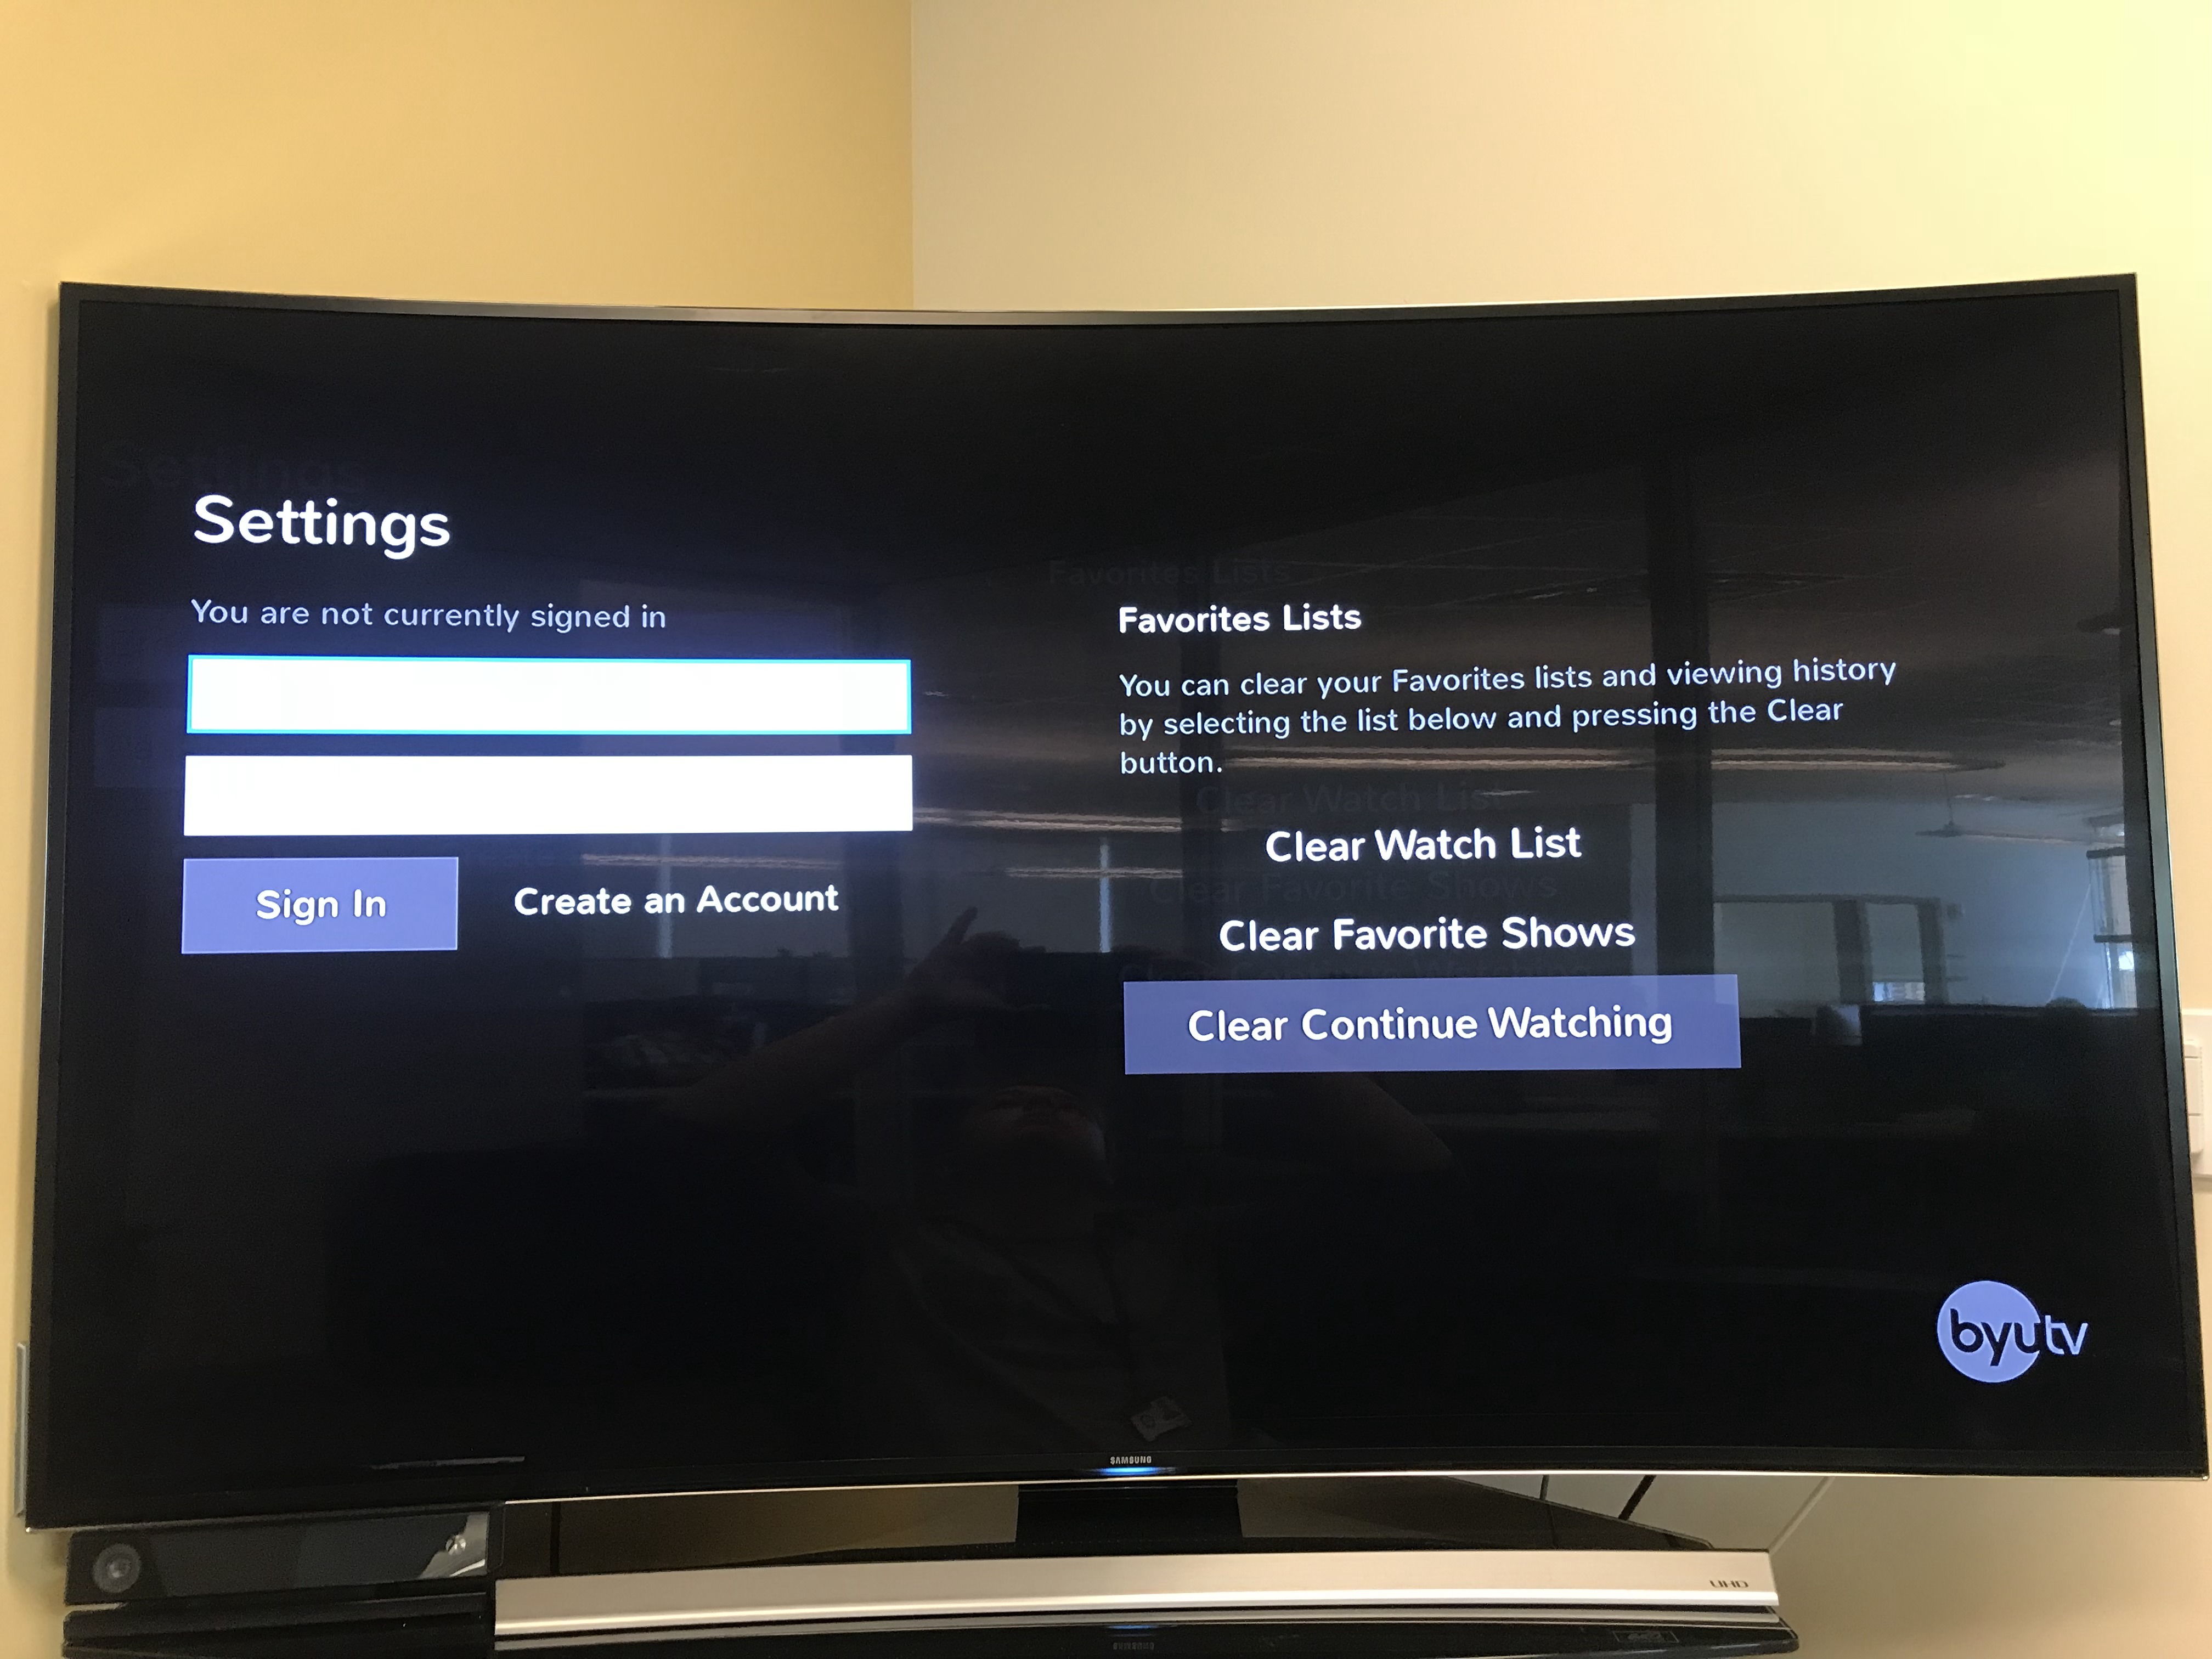 Settings
You are not currently signed in
Sign In
Create an Account
Favorites Lists
You can clear your Favorites lists and viewing history
by selecting the list below and pressing the Clear
button.
Clear Watch List
Clear Favorite Shows
Clear Continue Watching
byutv
SAMSUNG
UHD